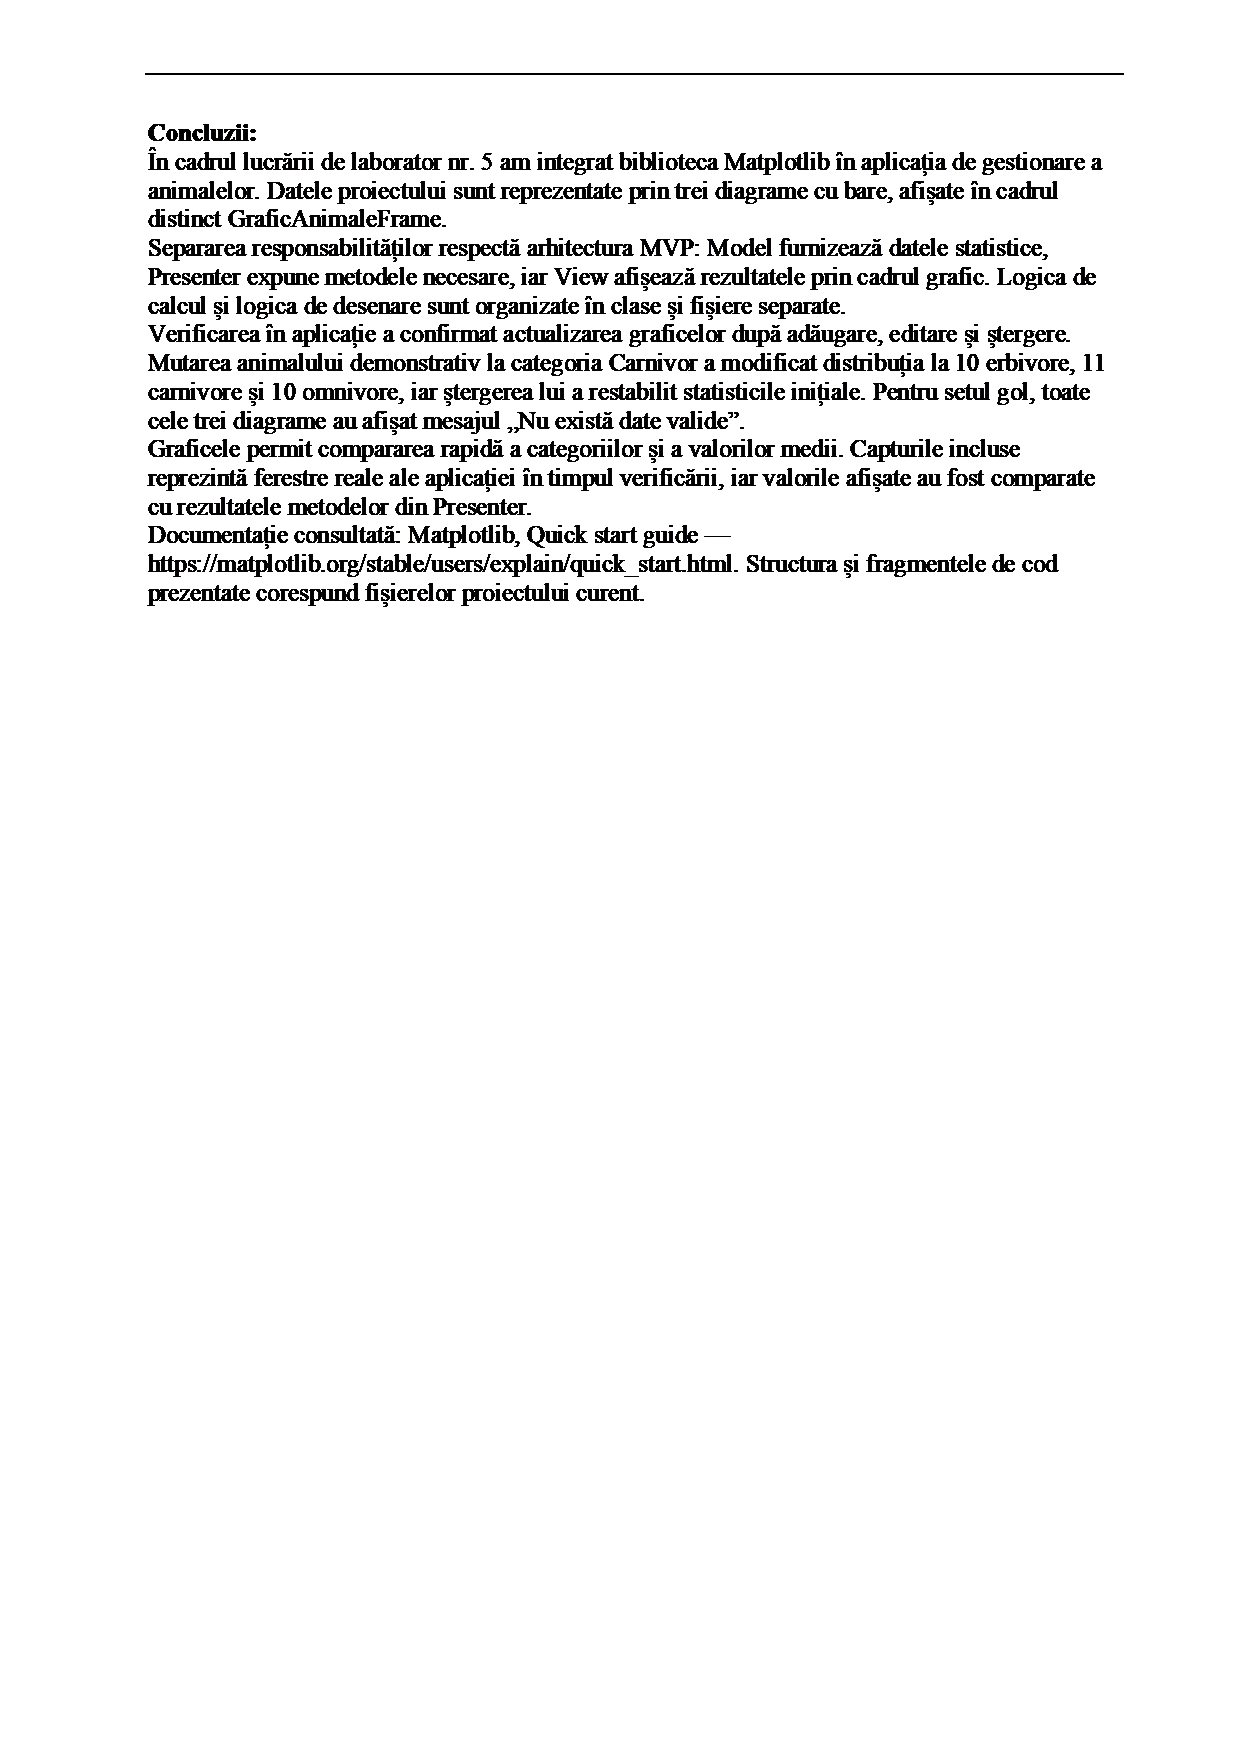 Concluzii:
În cadrul lucrării de laborator nr. 5 am integrat biblioteca Matplotlib în aplicația de gestionare a
animalelor. Datele proiectului sunt reprezentate prin trei diagrame cu bare, afișate în cadrul
distinct GraficAnimaleFrame.
Separarea responsabilităților respectă arhitectura MVP: Model furnizează datele statistice,
Presenter expune metodele necesare, iar View afișează rezultatele prin cadrul grafic. Logica de
calcul și logica de desenare sunt organizate în clase și fișiere separate.
Verificarea în aplicație a confirmat actualizarea graficelor după adăugare, editare și ștergere.
Mutarea animalului demonstrativ la categoria Carnivor a modificat distribuția la 10 erbivore, 11
carnivore și 10 omnivore, iar ștergerea lui a restabilit statisticile inițiale. Pentru setul gol, toate
cele trei diagrame au afișat mesajul „Nu există date valide”.
Graficele permit compararea rapidă a categoriilor și a valorilor medii. Capturile incluse
reprezintă ferestre reale ale aplicației în timpul verificării, iar valorile afișate au fost comparate
cu rezultatele metodelor din Presenter.
Documentație consultată: Matplotlib, Quick start guide —
https://matplotlib.org/stable/users/explain/quick_start.html. Structura și fragmentele de cod
prezentate corespund fișierelor proiectului curent.